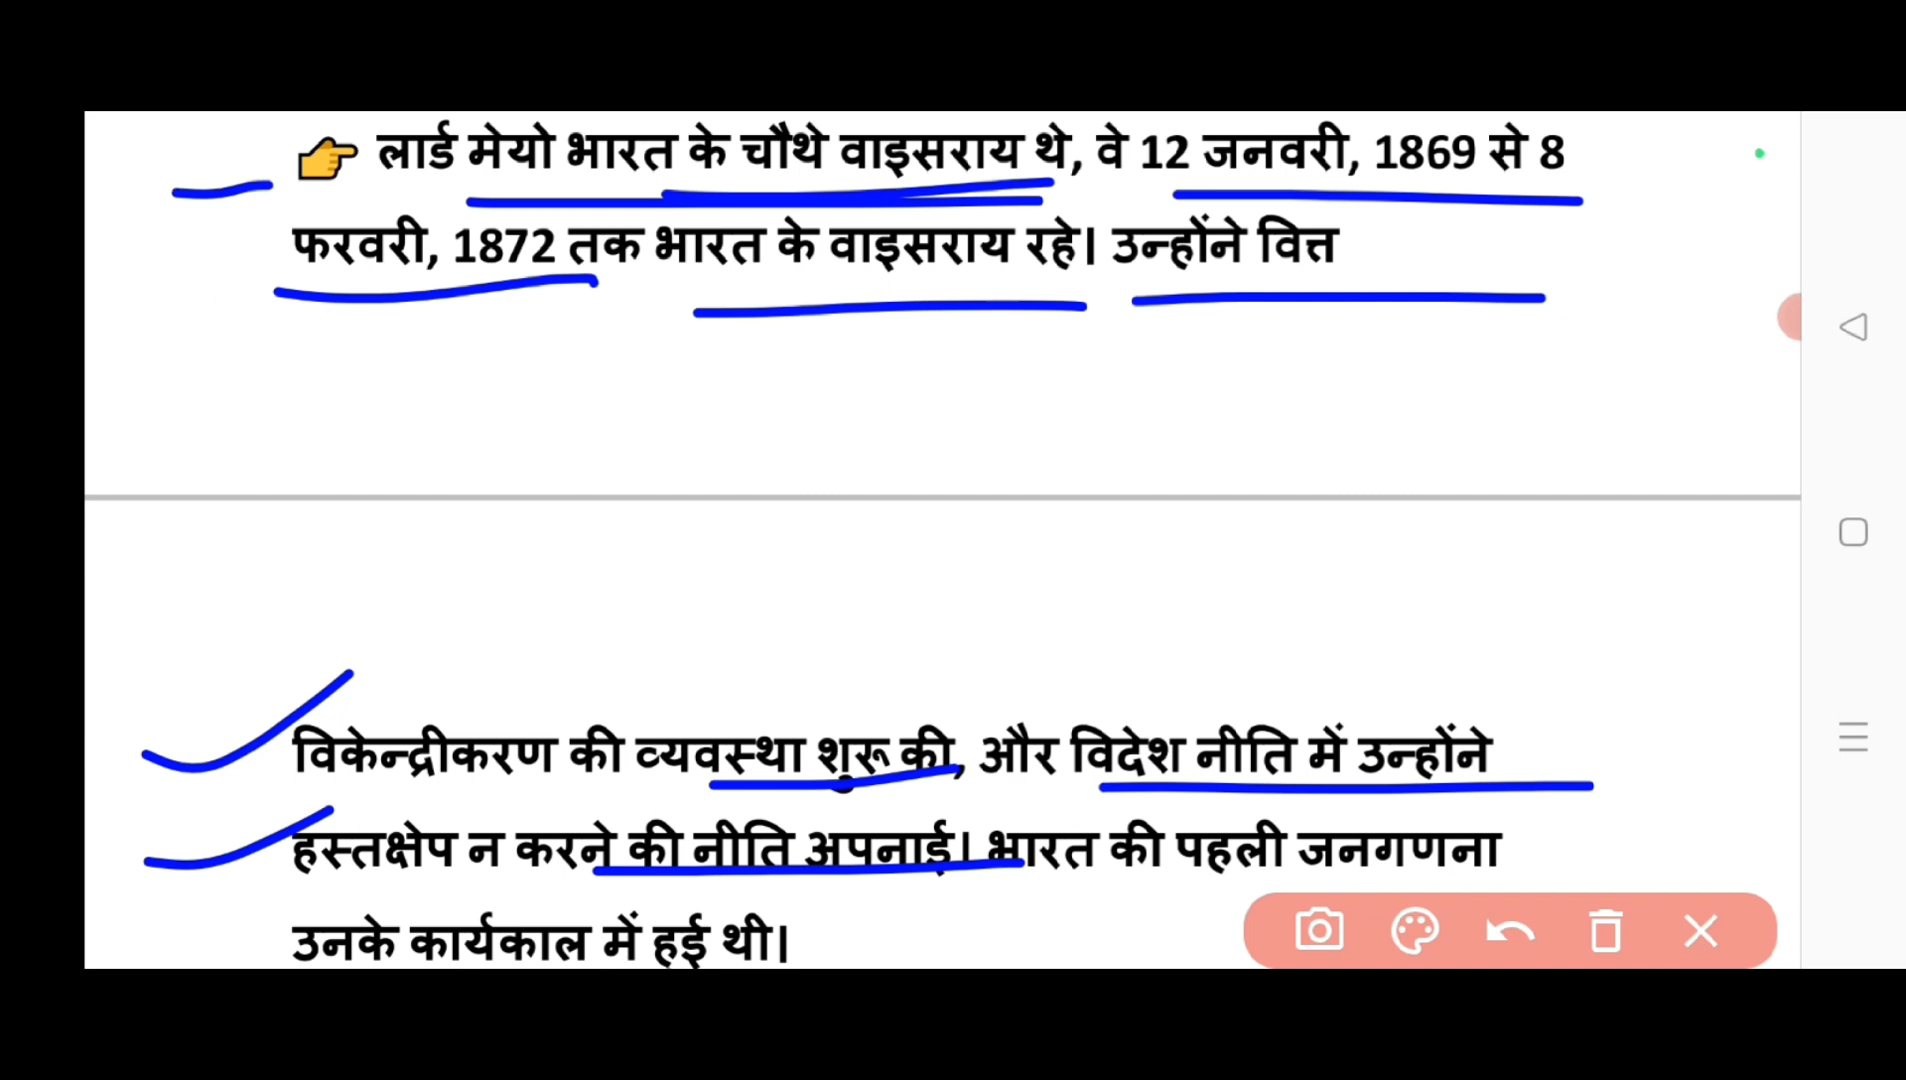 👉 लार्ड मेयो भारत के चौथे वाइसराय थे, वे 12 जनवरी, 1869 से 8
फरवरी, 1872 तक भारत के वाइसराय रहे। उन्होंने वित्त
विकेन्द्रीकरण की व्यवस्था शुरू की, और विदेश नीति में उन्होंने
हस्तक्षेप न करने की नीति अपनाई। भारत की पहली जनगणना
उनके कार्यकाल में हुई थी।